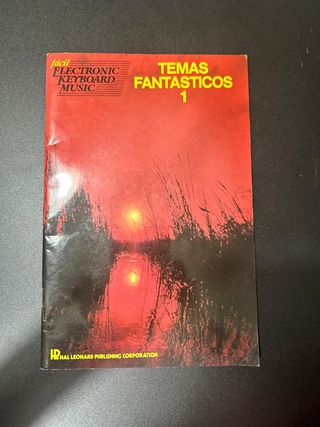 fácil
ELECTRONIC
KEYBOARD
MUSIC
TEMAS
FANTASTICOS
1
HAL LEONARD PUBLISHING CORPORATION